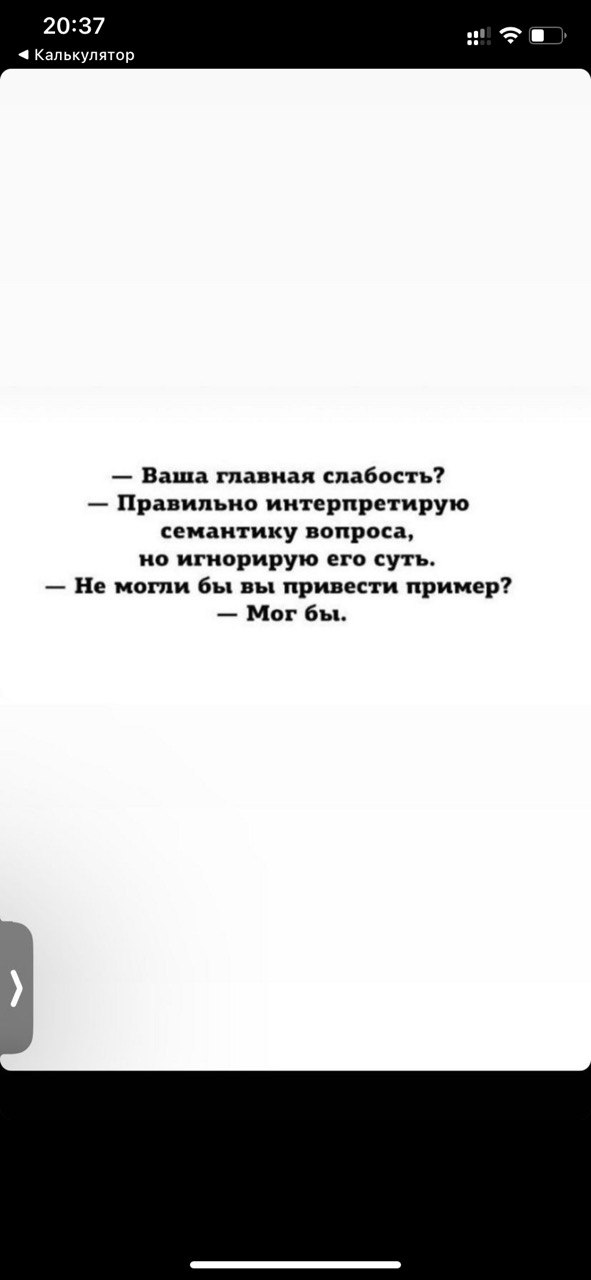 20:37
◀ Калькулятор
— Ваша главная слабость?
— Правильно интерпретирую
семантику вопроса,
но игнорирую его суть.
— Не могли бы вы привести пример?
— Мог бы.